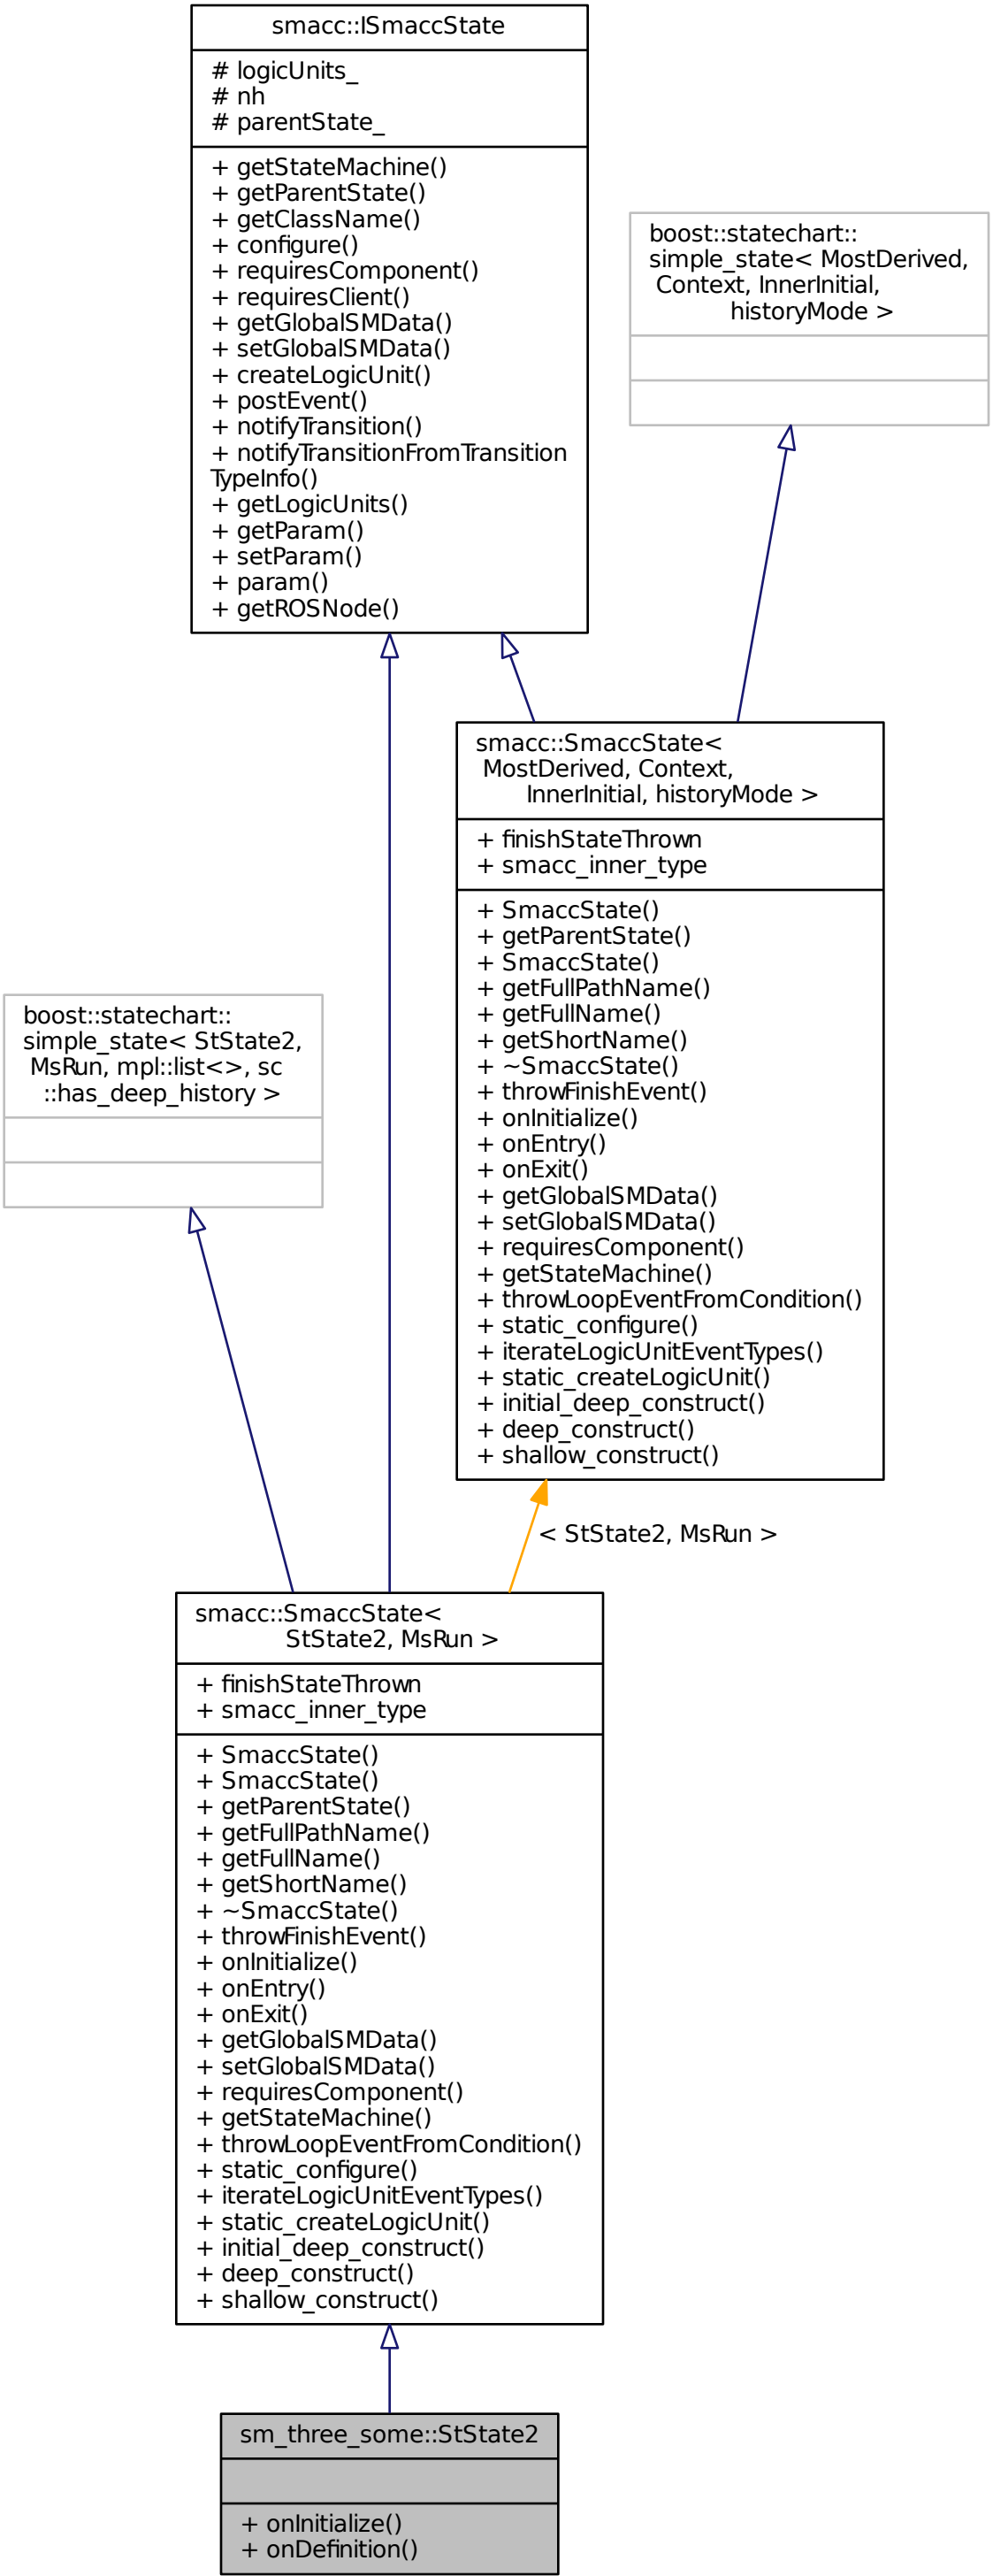 smacc::ISmaccState
# logicUnits_
# nh
# parentState_
+ getStateMachine()
+ getParentState()
+ getClassName()
+ configure()
+ requiresComponent()
+ requiresClient()
+ getGlobalSMData()
+ setGlobalSMData()
+ createLogicUnit()
+ postEvent()
+ notifyTransition()
+ notifyTransitionFromTransition
TypeInfo()
+ getLogicUnits()
+ getParam()
+ setParam()
+ param()
+ getROSNode()
boost::statechart::
simple_state< MostDerived,
Context, InnerInitial,
historyMode >
smacc::SmaccState<
MostDerived, Context,
InnerInitial, historyMode >
+ finishStateThrown
+ smacc_inner_type
+ SmaccState()
+ getParentState()
+ SmaccState()
+ getFullPathName()
+ getFullName()
+ getShortName()
+ ~SmaccState()
+ throwFinishEvent()
+ onInitialize()
+ onEntry()
+ onExit()
+ getGlobalSMData()
+ setGlobalSMData()
+ requiresComponent()
+ getStateMachine()
+ throwLoopEventFromCondition()
+ static_configure()
+ iterateLogicUnitEventTypes()
+ static_createLogicUnit()
+ initial_deep_construct()
+ deep_construct()
+ shallow_construct()
boost::statechart::
simple_state< StState2,
MsRun, mpl::list<>, sc
::has_deep_history >
< StState2, MsRun >
smacc::SmaccState<
StState2, MsRun >
+ finishStateThrown
+ smacc_inner_type
+ SmaccState()
+ SmaccState()
+ getParentState()
+ getFullPathName()
+ getFullName()
+ getShortName()
+ ~SmaccState()
+ throwFinishEvent()
+ onInitialize()
+ onEntry()
+ onExit()
+ getGlobalSMData()
+ setGlobalSMData()
+ requiresComponent()
+ getStateMachine()
+ throwLoopEventFromCondition()
+ static_configure()
+ iterateLogicUnitEventTypes()
+ static_createLogicUnit()
+ initial_deep_construct()
+ deep_construct()
+ shallow_construct()
sm_three_some::StState2
+ onInitialize()
+ onDefinition()